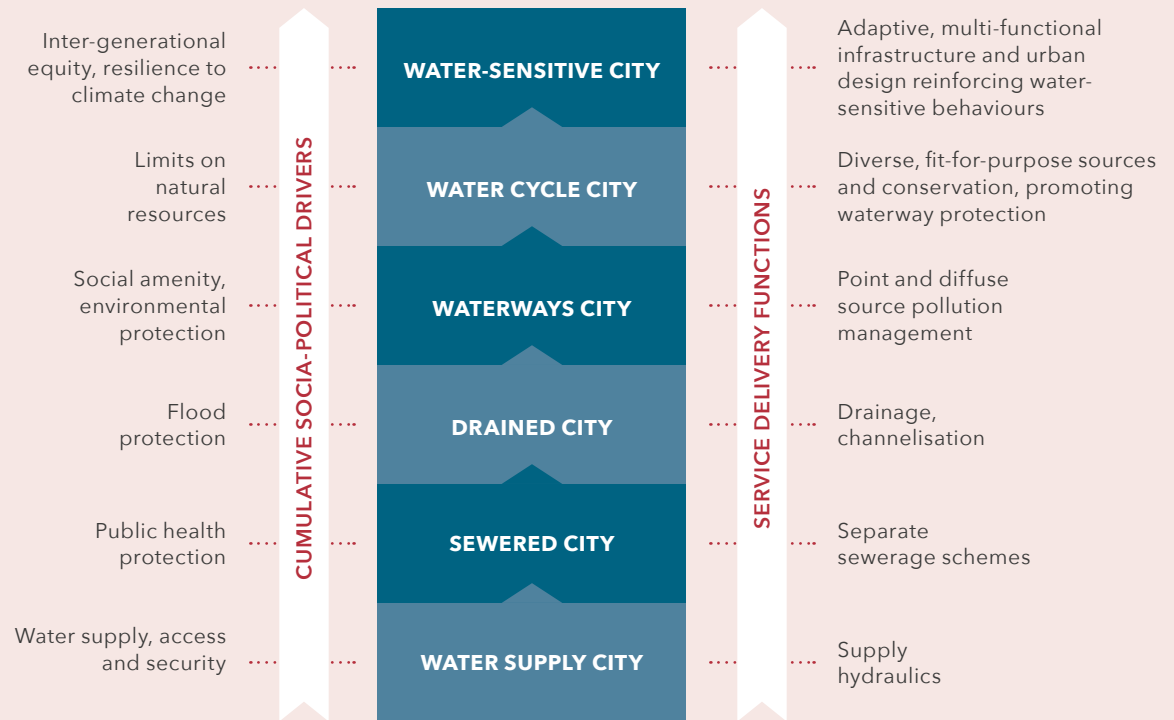 Inter-generational
equity, resilience to
climate change
WATER-SENSITIVE CITY
Adaptive, multi-functional
infrastructure and urban
design reinforcing water-
sensitive behaviours
Limits on
natural
resources
WATER CYCLE CITY
Diverse, fit-for-purpose sources
and conservation, promoting
waterway protection
Social amenity,
environmental
protection
WATERWAYS CITY
Point and diffuse
source pollution
management
Flood
protection
DRAINED CITY
Drainage,
channelisation
Public health
protection
SEWERED CITY
Separate
sewerage schemes
Water supply, access
and security
WATER SUPPLY CITY
Supply
hydraulics
CUMULATIVE SOCIA-POLITICAL DRIVERS
SERVICE DELIVERY FUNCTIONS